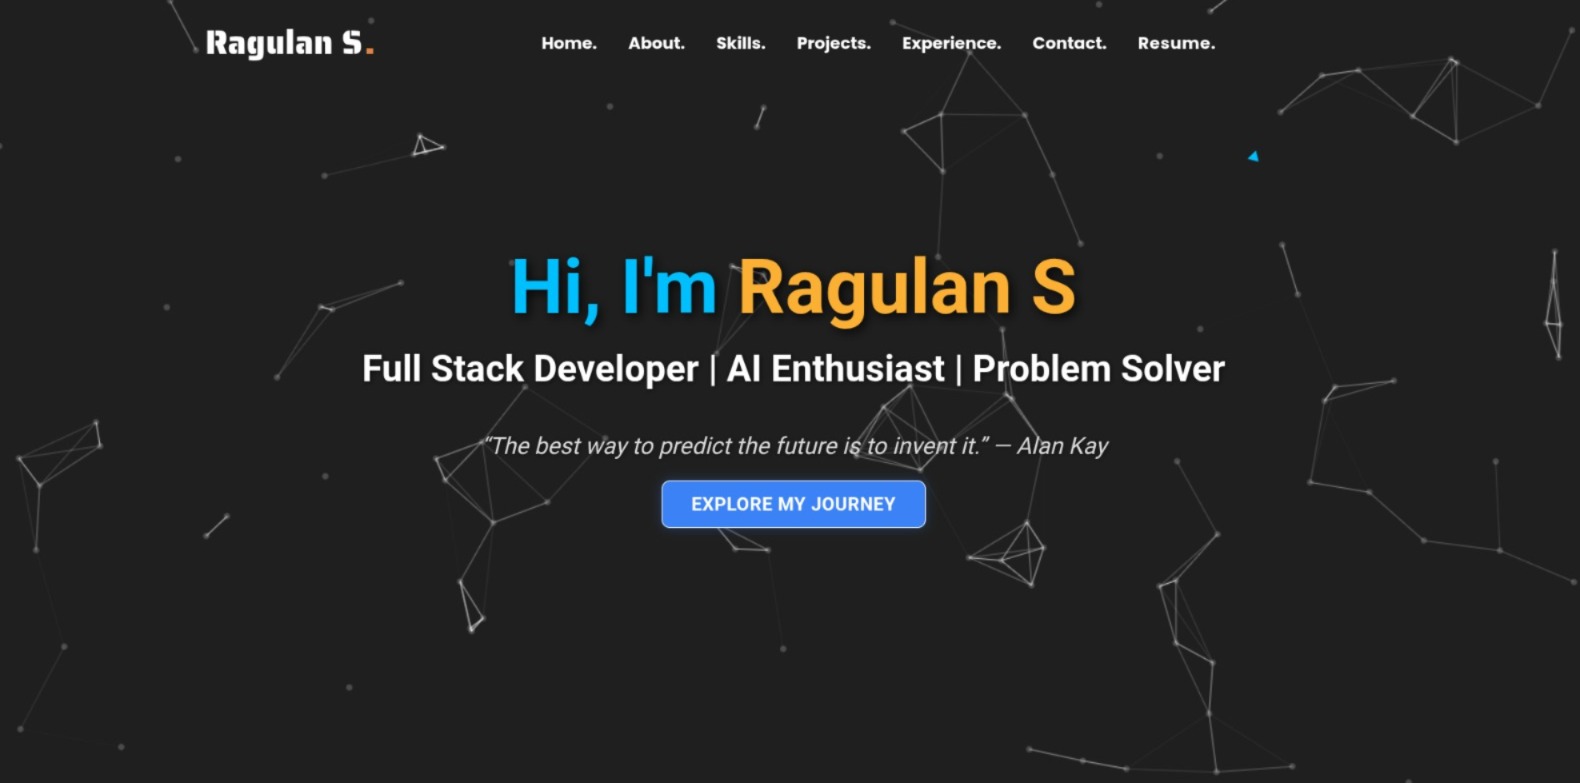 Ragulan S.
Home. About. Skills. Projects. Experience. Contact. Resume.
Hi, I'm Ragulan S
Full Stack Developer | AI Enthusiast | Problem Solver
“The best way to predict the future is to invent it.” — Alan Kay
EXPLORE MY JOURNEY